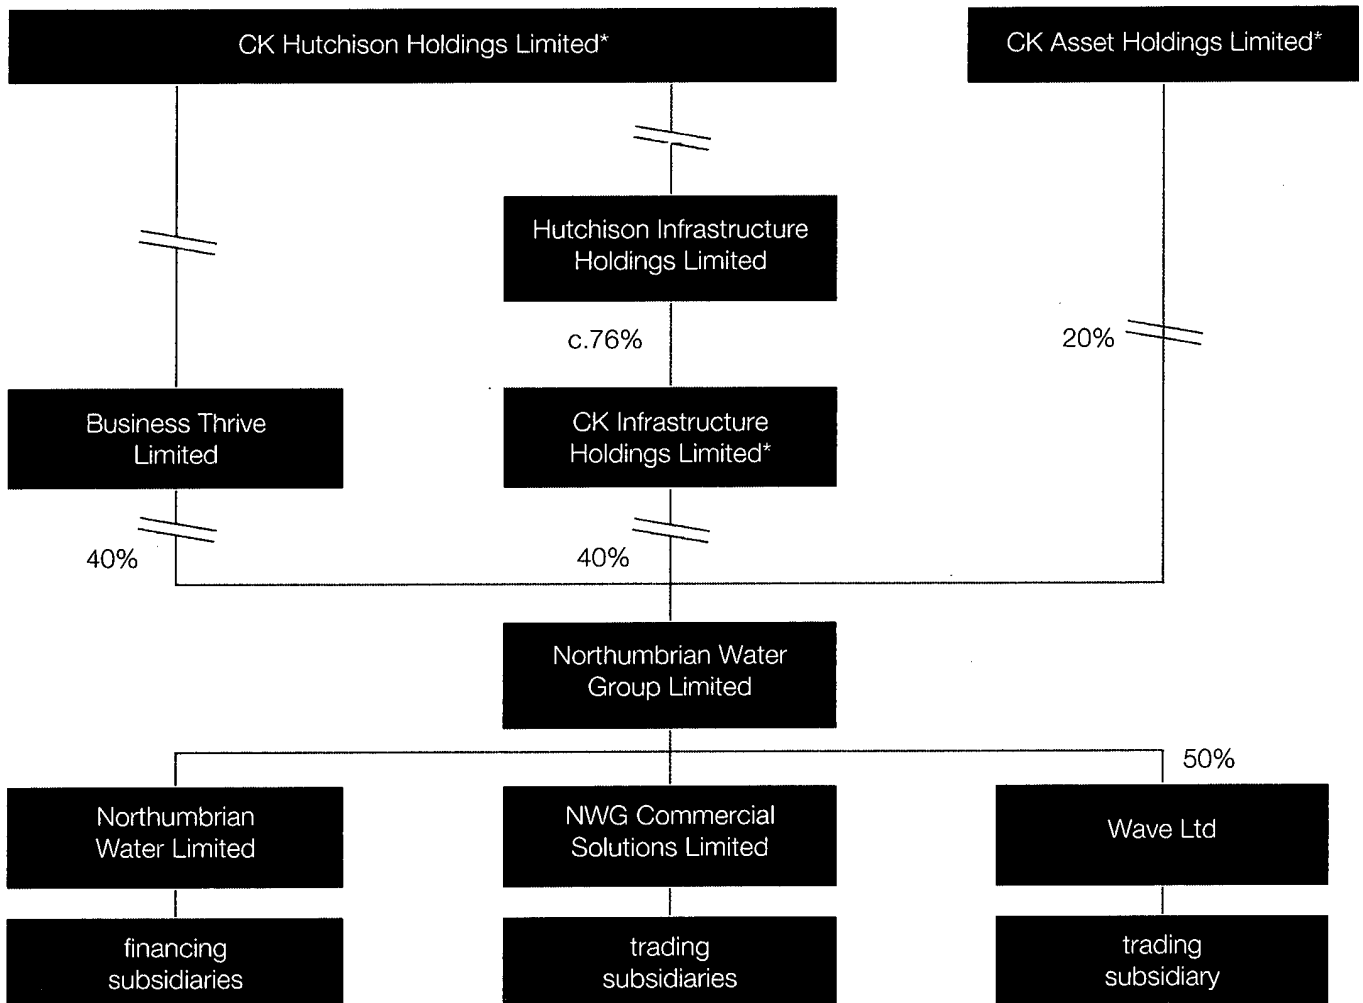 CK Hutchison Holdings Limited*
CK Asset Holdings Limited*
Hutchison Infrastructure
Holdings Limited
c.76%
20%
Business Thrive
Limited
CK Infrastructure
Holdings Limited*
40%
40%
Northumbrian Water
Group Limited
50%
Northumbrian
Water Limited
NWG Commercial
Solutions Limited
Wave Ltd
financing
subsidiaries
trading
subsidiaries
trading
subsidiary